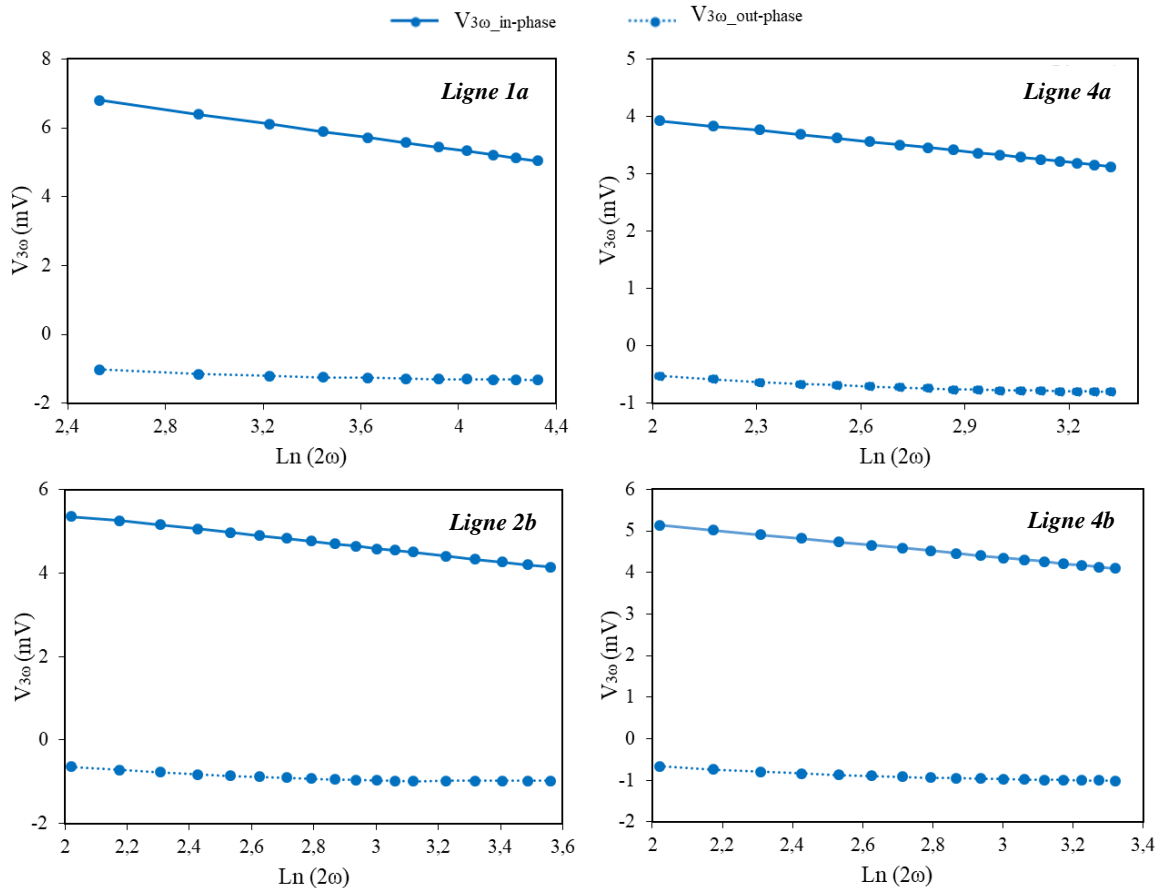 V3ω_in-phase V3ω_out-phase
Ligne 1a
8
6
4
2
0
-2
2,4 2,8 3,2 3,6 4 4,4
V3ω (mV)
Ln (2ω)
Ligne 4a
5
4
3
2
1
0
-1
2 2,3 2,6 2,9 3,2
V3ω (mV)
Ln (2ω)
Ligne 2b
6
4
2
0
-2
2 2,2 2,4 2,6 2,8 3 3,2 3,4 3,6
V3ω (mV)
Ln (2ω)
Ligne 4b
6
5
4
3
2
1
0
-1
-2
2 2,2 2,4 2,6 2,8 3 3,2 3,4
V3ω (mV)
Ln (2ω)